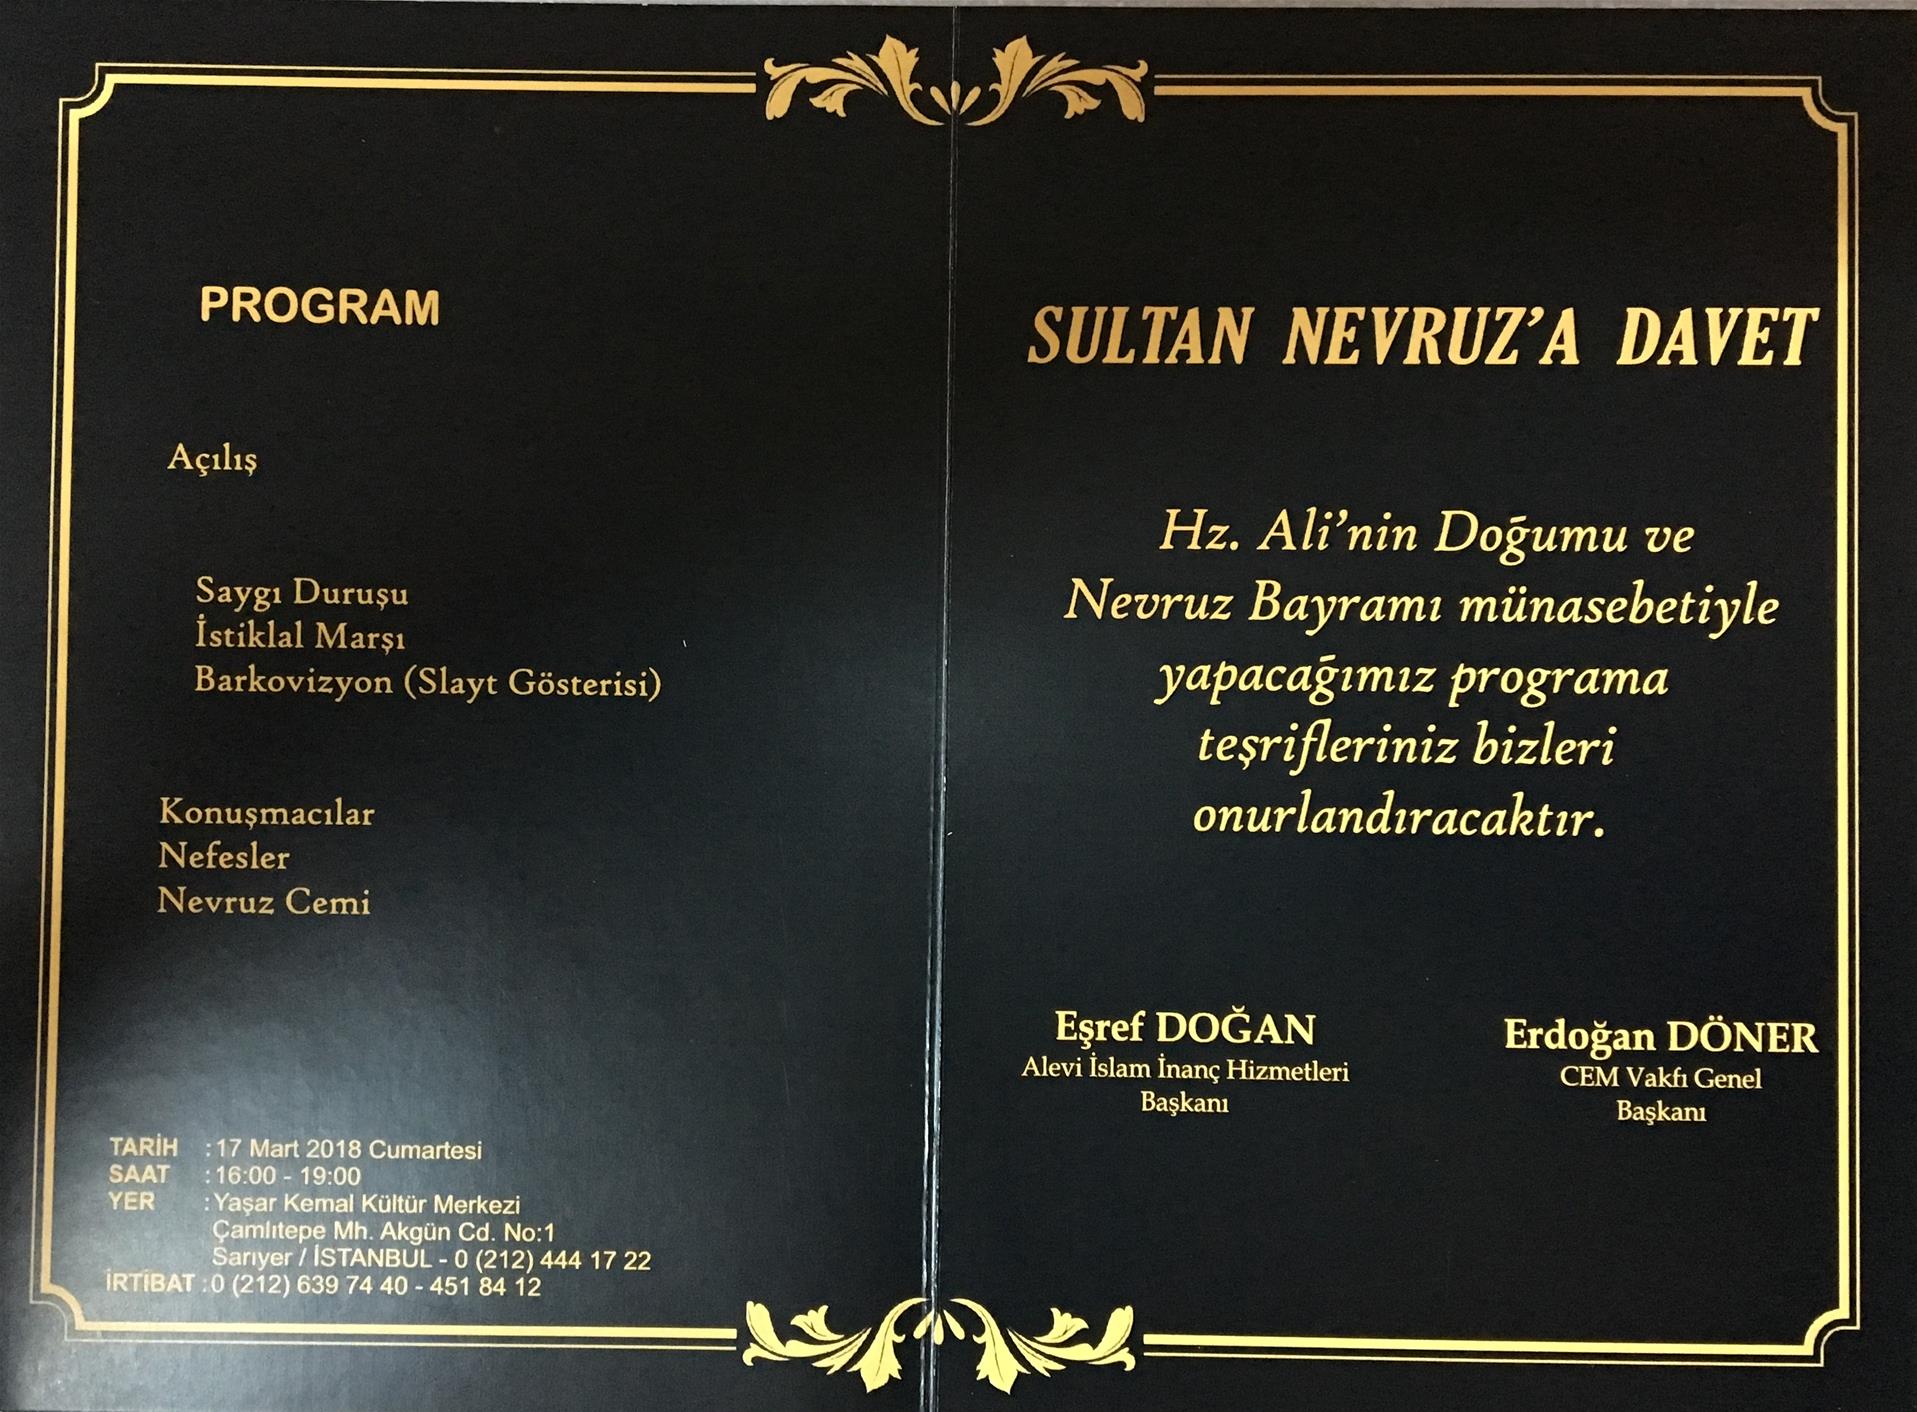 PROGRAM
Açılış
Saygı Duruşu
İstiklal Marşı
Barkovizyon (Slayt Gösterisi)
Konuşmacılar
Nefesler
Nevruz Cemi
TARİH : 17 Mart 2018 Cumartesi
SAAT : 16:00 - 19:00
YER : Yaşar Kemal Kültür Merkezi
Çamlıtepe Mh. Akgün Cd. No:1
Sarıyer / İSTANBUL - 0 (212) 444 17 22
İRTİBAT : 0 (212) 639 74 40 - 451 84 12
SULTAN NEVRUZ'A DAVET
Hz. Ali'nin Doğumu ve
Nevruz Bayramı münasebetiyle
yapacağımız programa
teşrifleriniz bizleri
onurlandıracaktır.
Eşref DOĞAN
Alevi İslam İnanç Hizmetleri
Başkanı
Erdoğan DÖNER
CEM Vakfı Genel
Başkanı